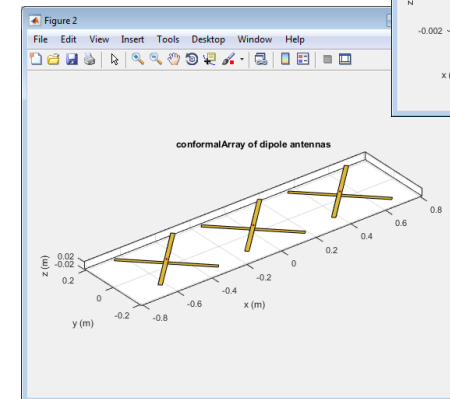 Figure 2
File Edit View Insert Tools Desktop Window Help
z
-0.002
x (
conformalArray of dipole antennas
z (m)
0.02
-0.02
0.2
0
-0.2
y (m)
-0.8
-0.6
-0.4
-0.2
0
0.2
0.4
0.6
0.8
x (m)